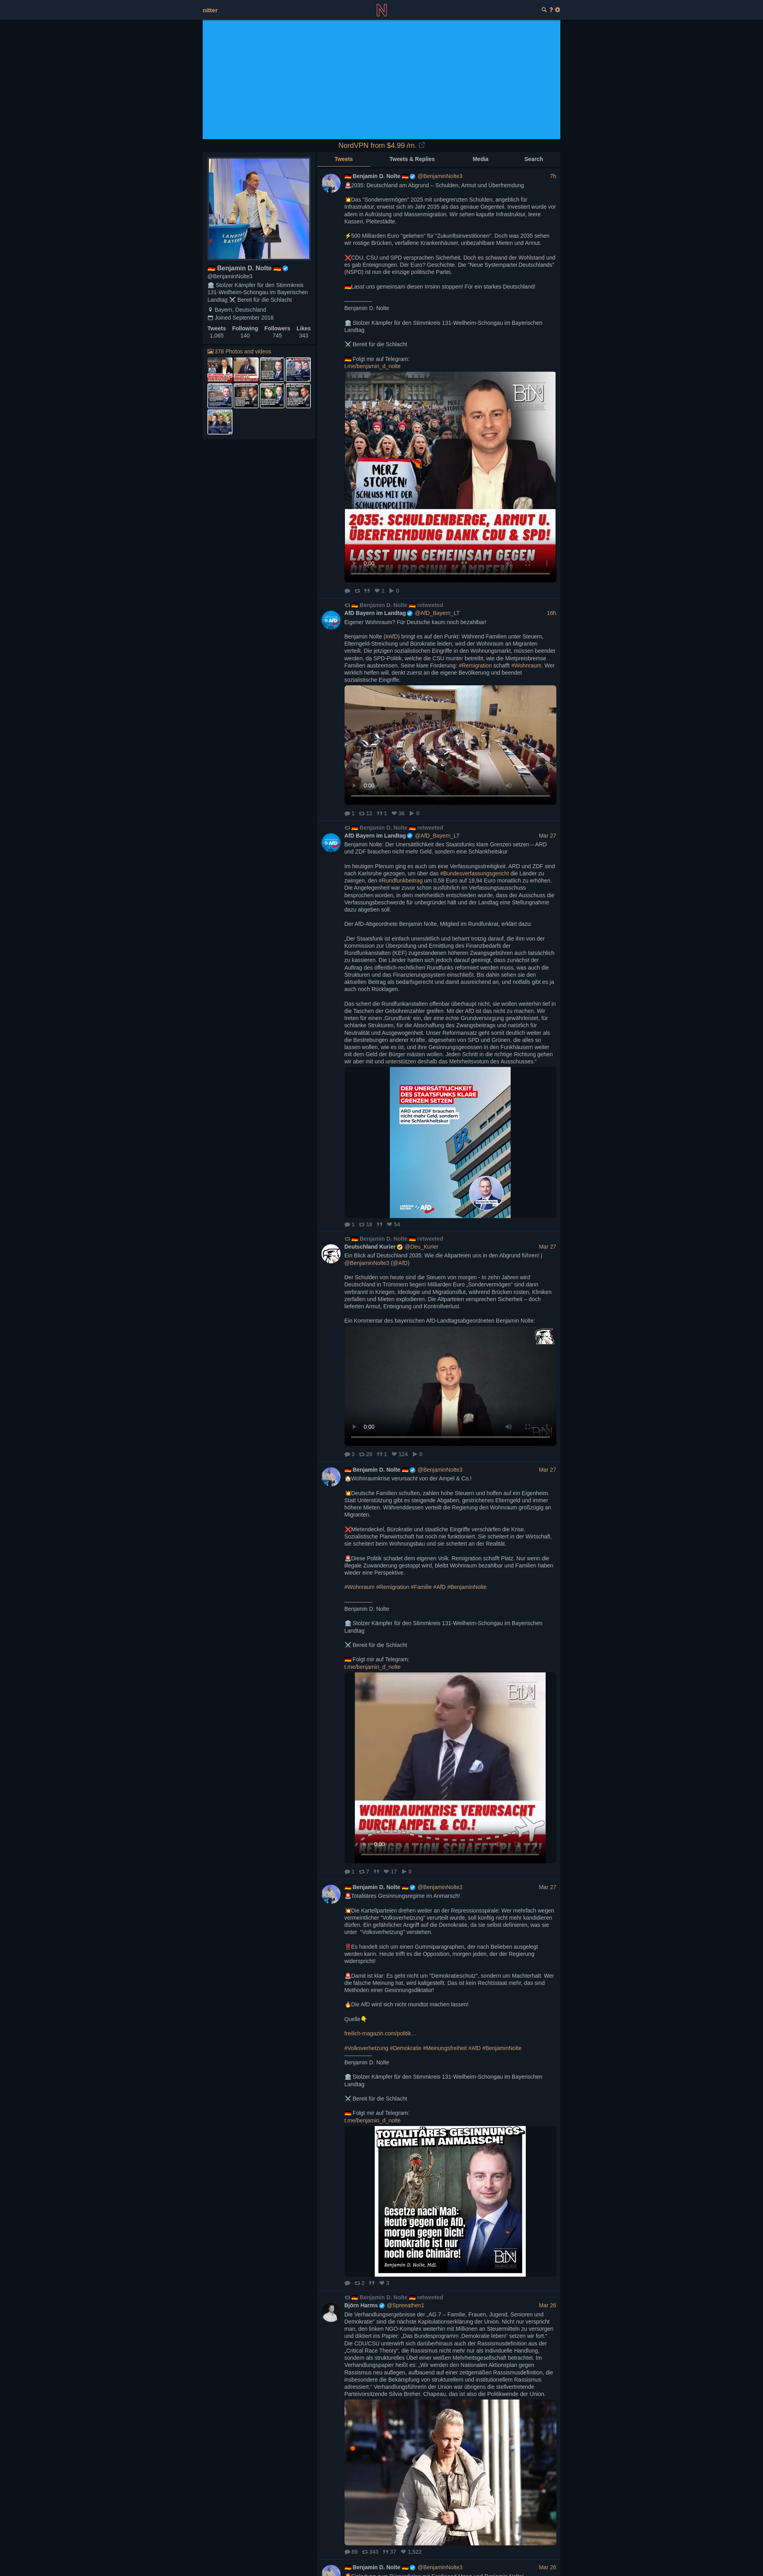 nitter
NordVPN from $4.99 /m.
🇩🇪 Benjamin D. Nolte 🇩🇪
@BenjaminNolte3
🏛️ Stolzer Kämpfer für den Stimmkreis
131-Weilheim-Schongau im Bayerischen
Landtag ⚔️ Bereit für die Schlacht
Bayern, Deutschland
Joined September 2018
Tweets Following Followers Likes
1,065 140 745 343
378 Photos and videos
Tweets Tweets & Replies Media Search
🇩🇪 Benjamin D. Nolte 🇩🇪 @BenjaminNolte3 7h
🚨2035: Deutschland am Abgrund – Schulden, Armut und Überfremdung
💥Das "Sondervermögen" 2025 mit unbegrenzten Schulden, angeblich für
Infrastruktur, erweist sich im Jahr 2035 als das genaue Gegenteil. Investiert wurde vor
allem in Aufrüstung und Massenmigration. Wir sehen kaputte Infrastruktur, leere
Kassen, Pleitestädte.
⚡500 Milliarden Euro "geliehen" für "Zukunftsinvestitionen". Doch was 2035 sehen
wir rostige Brücken, verfallene Krankenhäuser, unbezahlbare Mieten und Armut.
❌CDU, CSU und SPD versprachen Sicherheit. Doch es schwand der Wohlstand und
es gab Enteignungen. Der Euro? Geschichte. Die "Neue Systempartei Deutschlands"
(NSPD) ist nun die einzige politische Partei.
🇩🇪Lasst uns gemeinsam diesen Irrsinn stoppen! Für ein starkes Deutschland!
Benjamin D. Nolte
🏛️ Stolzer Kämpfer für den Stimmkreis 131-Weilheim-Schongau im Bayerischen
Landtag
⚔️ Bereit für die Schlacht
🇩🇪 Folgt mir auf Telegram:
t.me/benjamin_d_nolte
MERZ
STOPPEN!
SCHLUSS MIT DER
SCHULDENPOLITIK!
2035: SCHULDENBERGE, ARMUT U.
ÜBERFREMDUNG DANK CDU & SPD!
LASST UNS GEMEINSAM GEGEN
DIESEN IRRSINN KÄMPFEN!
0:00
1 0
🇩🇪 Benjamin D. Nolte 🇩🇪 retweeted
AfD Bayern im Landtag @AfD_Bayern_LT 16h
Eigener Wohnraum? Für Deutsche kaum noch bezahlbar!
Benjamin Nolte (#AfD) bringt es auf den Punkt: Während Familien unter Steuern,
Elterngeld-Streichung und Bürokratie leiden, wird der Wohnraum an Migranten
verteilt. Die jetzigen sozialistischen Eingriffe in den Wohnungsmarkt, müssen beendet
werden, da SPD-Politik, welche die CSU munter betreibt, wie die Mietpreisbremse
Familien ausbremsen. Seine klare Forderung: #Remigration schafft #Wohnraum. Wer
wirklich helfen will, denkt zuerst an die eigene Bevölkerung und beendet
sozialistische Eingriffe.
0:00
1 12 1 36 0
🇩🇪 Benjamin D. Nolte 🇩🇪 retweeted
AfD Bayern im Landtag @AfD_Bayern_LT Mar 27
Benjamin Nolte: Der Unersättlichkeit des Staatsfunks klare Grenzen setzen – ARD
und ZDF brauchen nicht mehr Geld, sondern eine Schlankheitskur
Im heutigen Plenum ging es auch um eine Verfassungsstreitigkeit. ARD und ZDF sind
nach Karlsruhe gezogen, um über das #Bundesverfassungsgericht die Länder zu
zwingen, den #Rundfunkbeitrag um 0,58 Euro auf 18,94 Euro monatlich zu erhöhen.
Die Angelegenheit war zuvor schon ausführlich im Verfassungsausschuss
besprochen worden, in dem mehrheitlich entschieden wurde, dass der Ausschuss die
Verfassungsbeschwerde für unbegründet hält und der Landtag eine Stellungnahme
dazu abgeben soll.
Der AfD-Abgeordnete Benjamin Nolte, Mitglied im Rundfunkrat, erklärt dazu:
„Der Staatsfunk ist einfach unersättlich und beharrt trotzig darauf, die ihm von der
Kommission zur Überprüfung und Ermittlung des Finanzbedarfs der
Rundfunkanstalten (KEF) zugestandenen höheren Zwangsgebühren auch tatsächlich
zu kassieren. Die Länder hatten sich jedoch darauf geeinigt, dass zunächst der
Auftrag des öffentlich-rechtlichen Rundfunks reformiert werden muss, was auch die
Strukturen und das Finanzierungssystem einschließt. Bis dahin sehen sie den
aktuellen Beitrag als bedarfsgerecht und damit ausreichend an, und notfalls gibt es ja
auch noch Rücklagen.
Das schert die Rundfunkanstalten offenbar überhaupt nicht, sie wollen weiterhin tief in
die Taschen der Gebührenzahler greifen. Mit der AfD ist das nicht zu machen. Wir
treten für einen ‚Grundfunk' ein, der eine echte Grundversorgung gewährleistet, für
schlanke Strukturen, für die Abschaffung des Zwangsbeitrags und natürlich für
Neutralität und Ausgewogenheit. Unser Reformansatz geht somit deutlich weiter als
die Bestrebungen anderer Kräfte, abgesehen von SPD und Grünen, die alles so
lassen wollen, wie es ist, und ihre Gesinnungsgenossen in den Funkhäusern weiter
mit dem Geld der Bürger mästen wollen. Jeden Schritt in die richtige Richtung gehen
wir aber mit und unterstützen deshalb das Mehrheitsvotum des Ausschusses."
DER UNERSÄTTLICHKEIT
DES STAATSFUNKS KLARE
GRENZEN SETZEN
ARD und ZDF brauchen
nicht mehr Geld, sondern
eine Schlankheitskur
BR
AfD
1 18 54
🇩🇪 Benjamin D. Nolte 🇩🇪 retweeted
Deutschland Kurier @Deu_Kurier Mar 27
Ein Blick auf Deutschland 2035: Wie die Altparteien uns in den Abgrund führen! |
@BenjaminNolte3 (@AfD)
Der Schulden von heute sind die Steuern von morgen - In zehn Jahren wird
Deutschland in Trümmern liegen! Milliarden Euro „Sondervermögen" sind dann
verbrannt in Kriegen, Ideologie und Migrationsflut, während Brücken rosten, Kliniken
zerfallen und Mieten explodieren. Die Altparteien versprechen Sicherheit – doch
lieferten Armut, Enteignung und Kontrollverlust.
Ein Kommentar des bayerischen AfD-Landtagsabgeordneten Benjamin Nolte:
0:00
3 28 1 124 0
🇩🇪 Benjamin D. Nolte 🇩🇪 @BenjaminNolte3 Mar 27
🏠Wohnraumkrise verursacht von der Ampel & Co.!
💥Deutsche Familien schuften, zahlen hohe Steuern und hoffen auf ein Eigenheim.
Statt Unterstützung gibt es steigende Abgaben, gestrichenes Elterngeld und immer
höhere Mieten. Währenddessen verteilt die Regierung den Wohnraum großzügig an
Migranten.
❌Mietendeckel, Bürokratie und staatliche Eingriffe verschärfen die Krise.
Sozialistische Planwirtschaft hat noch nie funktioniert. Sie scheitert in der Wirtschaft,
sie scheitert beim Wohnungsbau und sie scheitert an der Realität.
🚨Diese Politik schadet dem eigenen Volk. Remigration schafft Platz. Nur wenn die
illegale Zuwanderung gestoppt wird, bleibt Wohnraum bezahlbar und Familien haben
wieder eine Perspektive.
#Wohnraum #Remigration #Familie #AfD #BenjaminNolte
Benjamin D. Nolte
🏛️ Stolzer Kämpfer für den Stimmkreis 131-Weilheim-Schongau im Bayerischen
Landtag
⚔️ Bereit für die Schlacht
🇩🇪 Folgt mir auf Telegram:
t.me/benjamin_d_nolte
WOHNRAUMKRISE VERURSACHT
DURCH AMPEL & CO.!
REMIGRATION SCHAFFT PLATZ!
0:00
1 7 17 0
🇩🇪 Benjamin D. Nolte 🇩🇪 @BenjaminNolte3 Mar 27
🚨Totalitäres Gesinnungsregime im Anmarsch!
💥Die Kartellparteien drehen weiter an der Repressionsspirale: Wer mehrfach wegen
vermeintlicher "Volksverhetzung" verurteilt wurde, soll künftig nicht mehr kandidieren
dürfen. Ein gefährlicher Angriff auf die Demokratie, da sie selbst definieren, was sie
unter "Volksverhetzung" verstehen.
‼️Es handelt sich um einen Gummiparagraphen, der nach Belieben ausgelegt
werden kann. Heute trifft es die Opposition, morgen jeden, der der Regierung
widerspricht!
🚨Damit ist klar: Es geht nicht um "Demokratieschutz", sondern um Machterhalt. Wer
die falsche Meinung hat, wird kaltgestellt. Das ist kein Rechtsstaat mehr, das sind
Methoden einer Gesinnungsdiktatur!
🔥Die AfD wird sich nicht mundtot machen lassen!
Quelle👇
freilich-magazin.com/politik…
#Volksverhetzung #Demokratie #Meinungsfreiheit #AfD #BenjaminNolte
Benjamin D. Nolte
🏛️ Stolzer Kämpfer für den Stimmkreis 131-Weilheim-Schongau im Bayerischen
Landtag
⚔️ Bereit für die Schlacht
🇩🇪 Folgt mir auf Telegram:
t.me/benjamin_d_nolte
TOTALITÄRES GESINNUNGS-
REGIME IM ANMARSCH!
Gesetze nach Maß:
Heute gegen die AfD,
morgen gegen Dich!
Demokratie ist nur
noch eine Chimäre!
Benjamin D. Nolte, MdL
2 3
🇩🇪 Benjamin D. Nolte 🇩🇪 retweeted
Björn Harms @Spreeathen1 Mar 26
Die Verhandlungsergebnisse der „AG 7 – Familie, Frauen, Jugend, Senioren und
Demokratie" sind die nächste Kapitulationserklärung der Union. Nicht nur verspricht
man, den linken NGO-Komplex weiterhin mit Millionen an Steuermitteln zu versorgen
und diktiert ins Papier: „Das Bundesprogramm ‚Demokratie leben!' setzen wir fort."
Die CDU/CSU unterwirft sich darüberhinaus auch der Rassismusdefinition aus der
„Critical Race Theory", die Rassismus nicht mehr nur als individuelle Handlung,
sondern als strukturelles Übel einer weißen Mehrheitsgesellschaft betrachtet. Im
Verhandlungspapier heißt es: „Wir werden den Nationalen Aktionsplan gegen
Rassismus neu auflegen, aufbauend auf einer zeitgemäßen Rassismusdefinition, die
insbesondere die Bekämpfung von strukturellem und institutionellem Rassismus
adressiert." Verhandlungsführerin der Union war übrigens die stellvertretende
Parteivorsitzende Silvia Breher. Chapeau, das ist also die Politikwende der Union.
80 343 37 1,522
🇩🇪 Benjamin D. Nolte 🇩🇪 @BenjaminNolte3 Mar 26